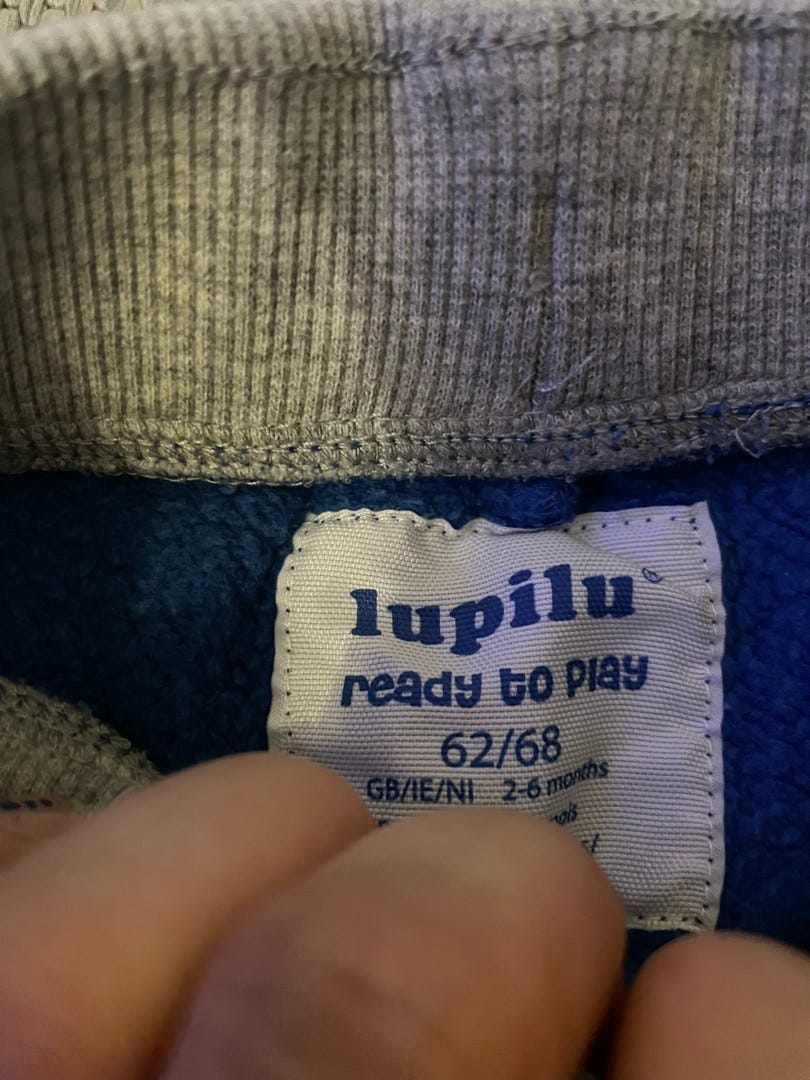 lupilu®
ready to play
62/68
GB/IE/NI 2-6 months